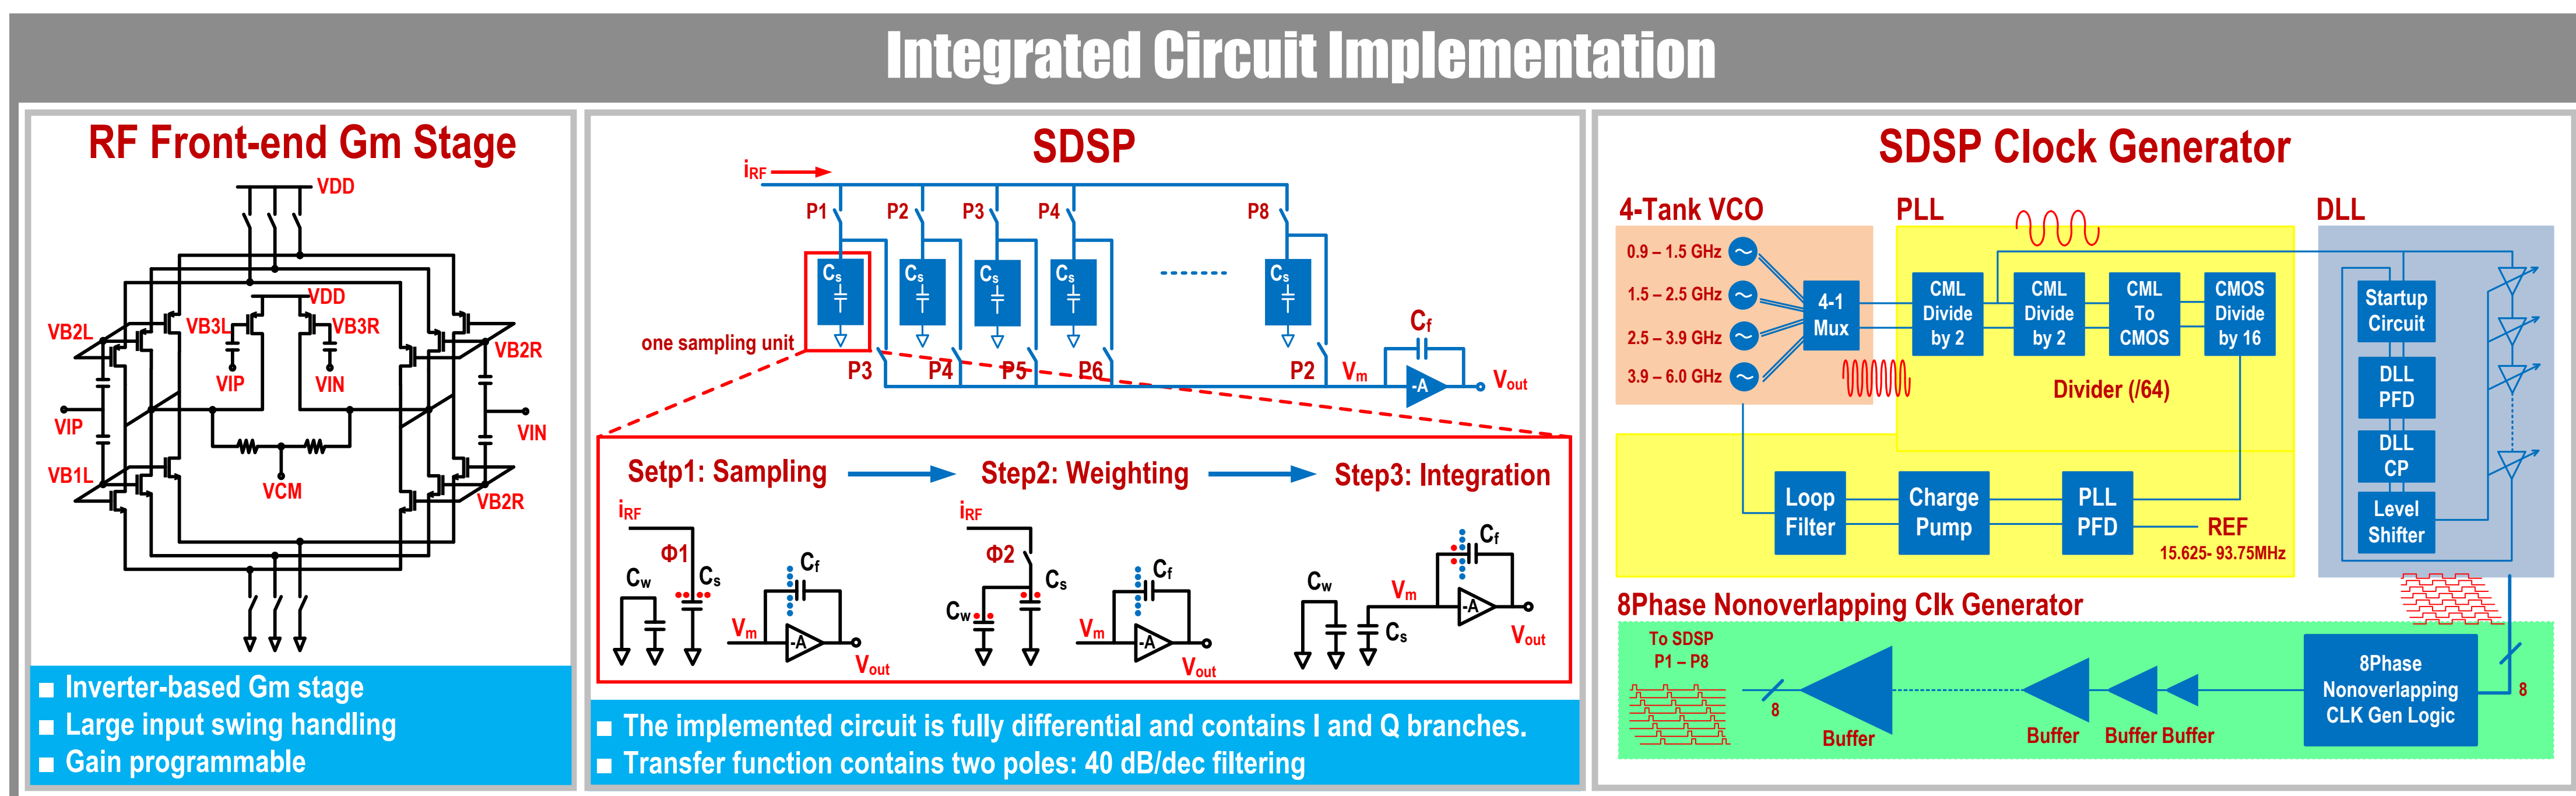 Integrated Circuit Implementation
RF Front-end Gm Stage
VDD
VDD
VB2L
VB3L
VB3R
VB2R
VIP
VIN
VIP
VIN
VB1L
VCM
VB2R
■ Inverter-based Gm stage
■ Large input swing handling
■ Gain programmable
SDSP
iRF
P1
P2
P3
P4
P8
Cs
Cs
Cs
Cs
Cs
one sampling unit
P3
P4
P5
P6
P2
Vm
Cf
-A
Vout
Setp1: Sampling
Step2: Weighting
Step3: Integration
iRF
Φ1
Cw
Cs
Cf
Vm
-A
Vout
iRF
Φ2
Cw
Cs
Cf
Vm
-A
Vout
Cw
Cs
Vm
Cf
-A
Vout
■ The implemented circuit is fully differential and contains I and Q branches.
■ Transfer function contains two poles: 40 dB/dec filtering
SDSP Clock Generator
4-Tank VCO
0.9 – 1.5 GHz
1.5 – 2.5 GHz
2.5 – 3.9 GHz
3.9 – 6.0 GHz
4-1
Mux
PLL
CML
Divide
by 2
CML
Divide
by 2
CML
To
CMOS
CMOS
Divide
by 16
Divider (/64)
Loop
Filter
Charge
Pump
PLL
PFD
REF
15.625- 93.75MHz
DLL
Startup
Circuit
DLL
PFD
DLL
CP
Level
Shifter
8Phase Nonoverlapping Clk Generator
To SDSP
P1 – P8
8
Buffer
Buffer
Buffer
Buffer
8Phase
Nonoverlapping
CLK Gen Logic
8